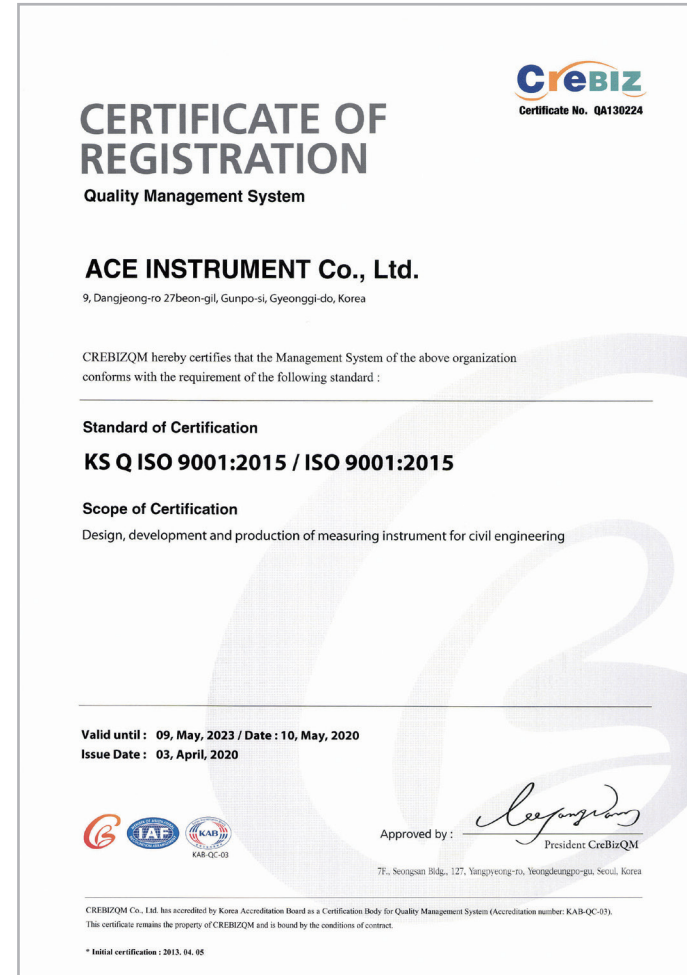 CreBIZ
Certificate No. QA130224
CERTIFICATE OF
REGISTRATION
Quality Management System
ACE INSTRUMENT Co., Ltd.
9, Dangjeong-ro 27beon-gil, Gunpo-si, Gyeonggi-do, Korea
CREBIZQM hereby certifies that the Management System of the above organization
conforms with the requirement of the following standard :
Standard of Certification
KS Q ISO 9001:2015 / ISO 9001:2015
Scope of Certification
Design, development and production of measuring instrument for civil engineering
Valid until : 09, May, 2023 / Date : 10, May, 2020
Issue Date : 03, April, 2020
IAF
KAB
KAB-QC-03
Approved by :
President CreBizQM
7F., Seongsan Bldg., 127, Yangpyeong-ro, Yeongdeungpo-gu, Seoul, Korea
CREBIZQM Co., Ltd. has accredited by Korea Accreditation Board as a Certification Body for Quality Management System (Accreditation number: KAB-QC-03).
This certificate remains the property of CREBIZQM and is bound by the conditions of contract.
* Initial certification : 2013. 04. 05